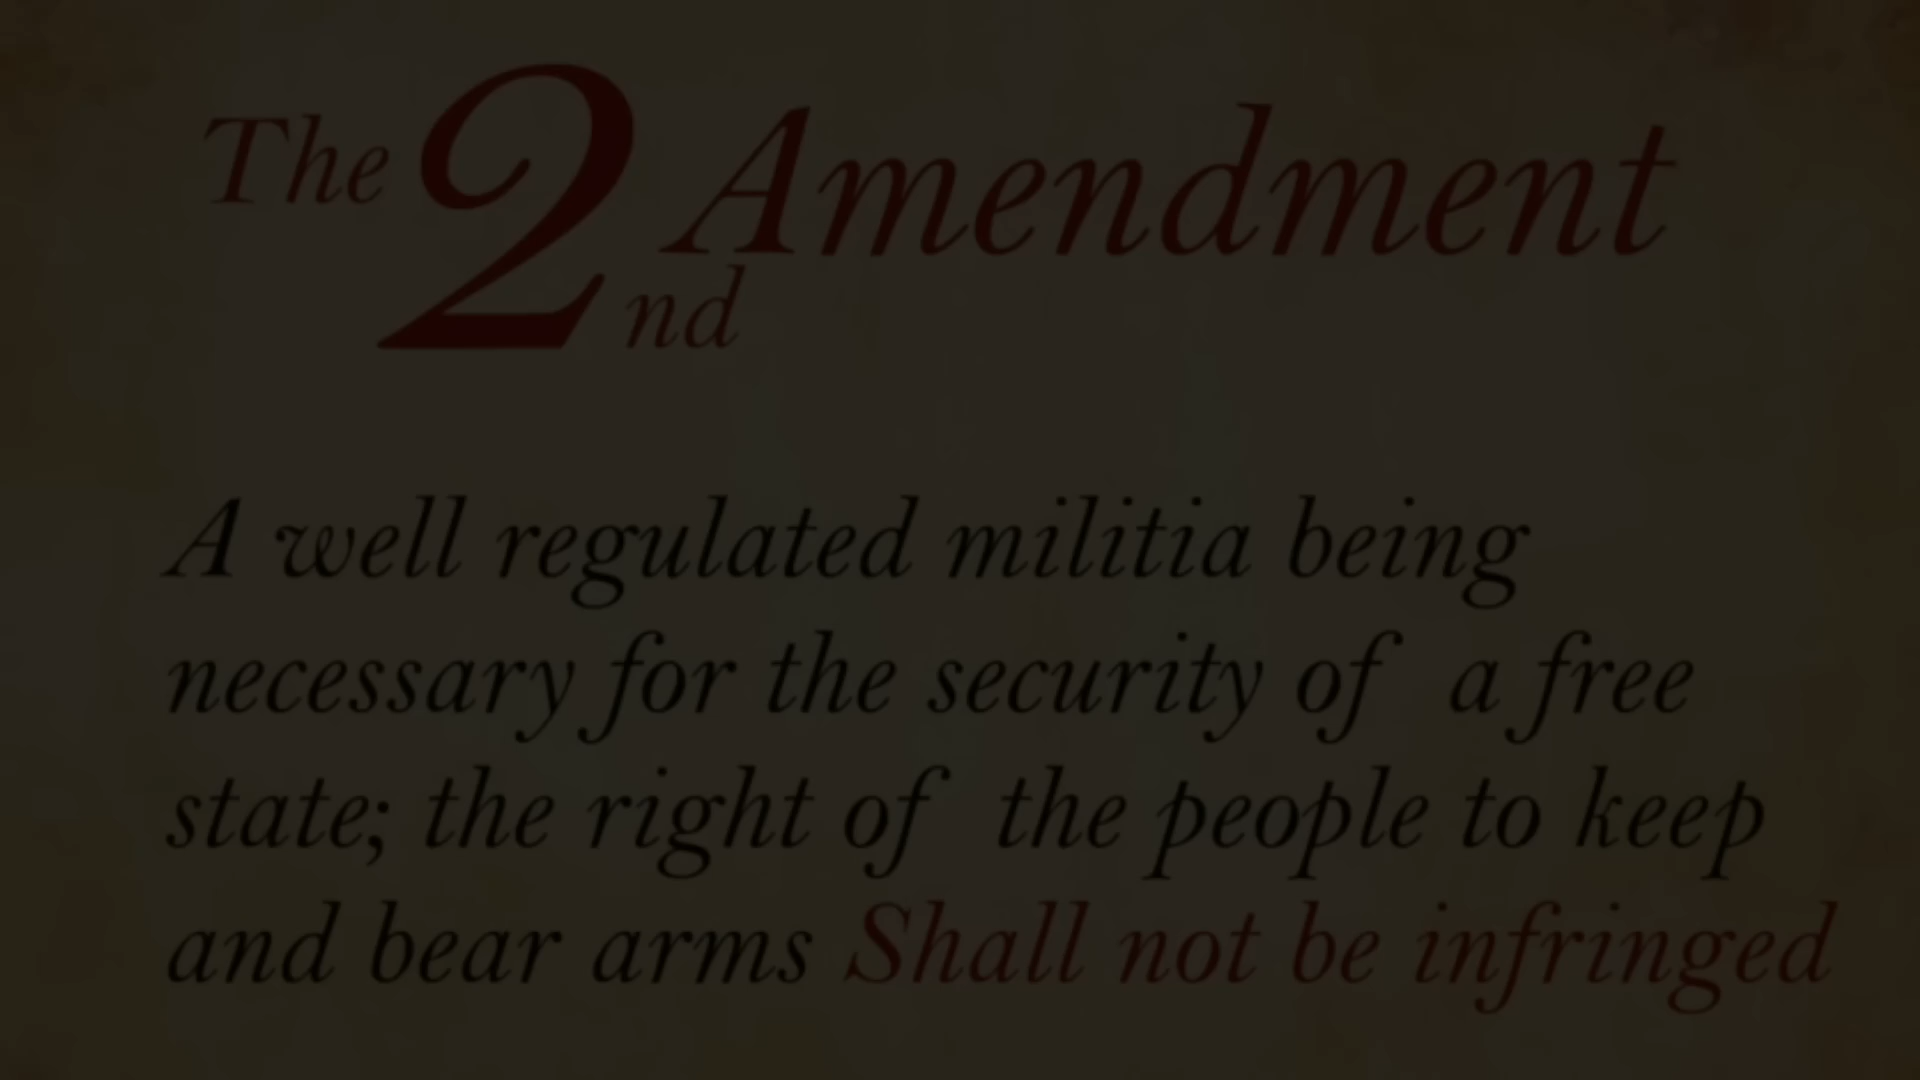 The 2nd Amendment
A well regulated militia being
necessary for the security of a free
state; the right of the people to keep
and bear arms Shall not be infringed